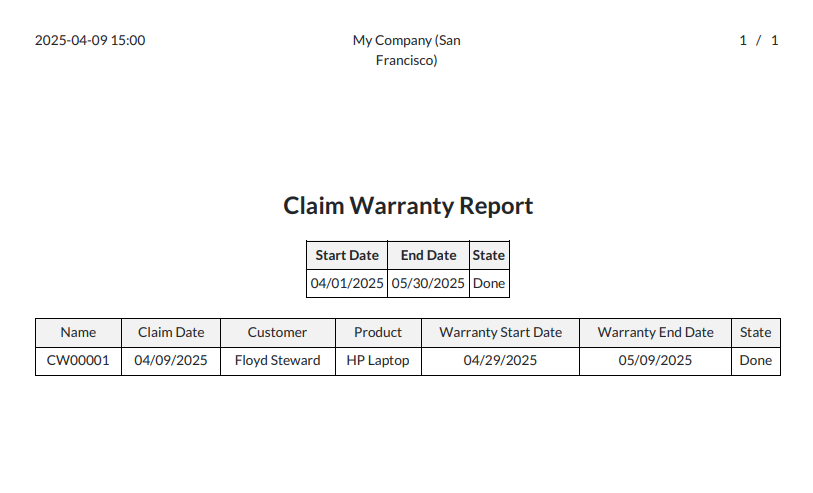 2025-04-09 15:00 My Company (San 1 / 1
Francisco)
Claim Warranty Report
Start Date End Date State
04/01/2025 05/30/2025 Done
Name Claim Date Customer Product Warranty Start Date Warranty End Date State
CW00001 04/09/2025 Floyd Steward HP Laptop 04/29/2025 05/09/2025 Done